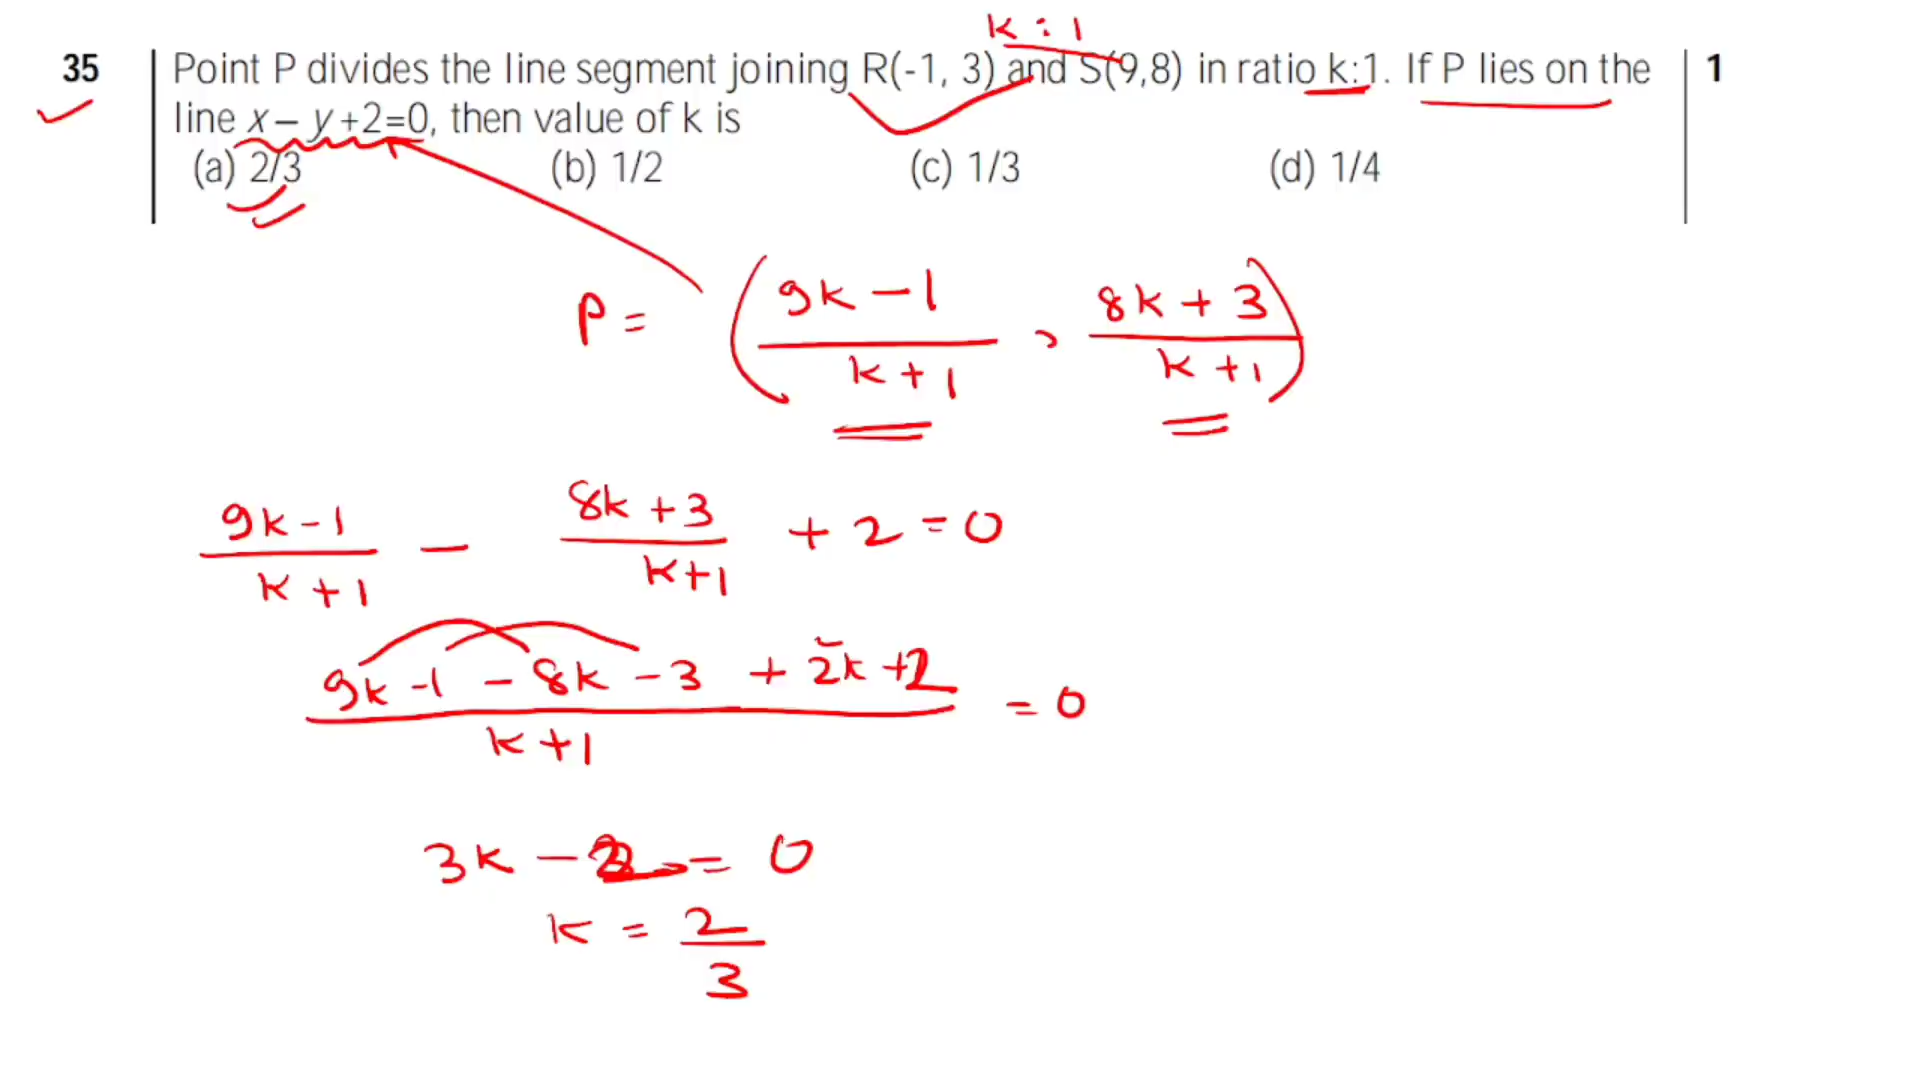 k : 1
35 Point P divides the line segment joining R(-1, 3) and S(9,8) in ratio k:1. If P lies on the 1
line x – y +2=0, then value of k is
(a) 2/3 (b) 1/2 (c) 1/3 (d) 1/4
P = ( (9k – 1)/(k + 1) , (8k + 3)/(k + 1) )
(9k – 1)/(k + 1) – (8k + 3)/(k + 1) + 2 = 0
(9k – 1 – 8k – 3 + 2k + 2)/(k + 1) = 0
3k – 2 = 0
k = 2/3